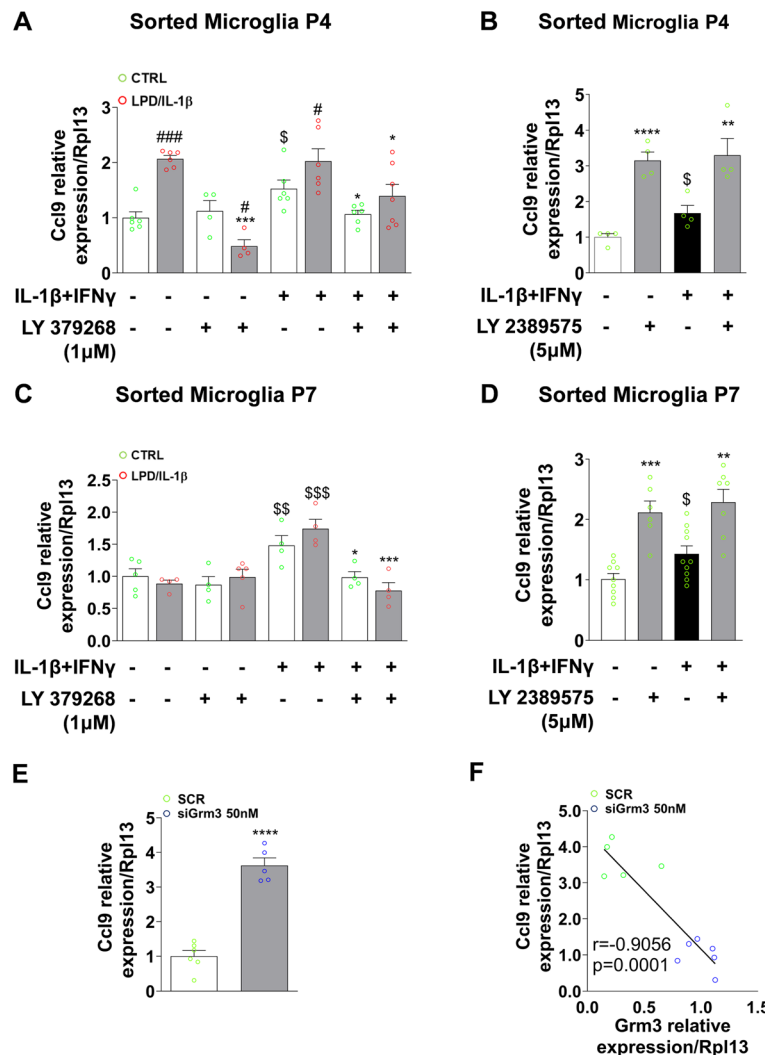 A Sorted Microglia P4
CTRL
LPD/IL-1β
Ccl9 relative
expression/Rpl13
3
2
1
0
###
#
***
$
#
*
*
IL-1β+IFNγ - - - - + + + +
LY 379268 - - + + - - + +
(1μM)
B Sorted Microglia P4
Ccl9 relative
expression/Rpl13
5
4
3
2
1
0
****
$
**
IL-1β+IFNγ - - + +
LY 2389575 - + - +
(5μM)
C Sorted Microglia P7
CTRL
LPD/IL-1β
Ccl9 relative
expression/Rpl13
2.5
2.0
1.5
1.0
0.5
0.0
$$
$$$
*
***
IL-1β+IFNγ - - - - + + + +
LY 379268 - - + + - - + +
(1μM)
D Sorted Microglia P7
Ccl9 relative
expression/Rpl13
3
2
1
0
***
$
**
IL-1β+IFNγ - - + +
LY 2389575 - + - +
(5μM)
E
SCR
siGrm3 50nM
Ccl9 relative
expression/Rpl13
5
4
3
2
1
0
****
F
SCR
siGrm3 50nM
Ccl9 relative
expression/Rpl13
5.0
4.0
3.0
2.0
1.0
0.0
r=-0.9056
p=0.0001
0.0 0.5 1.0 1.5
Grm3 relative
expression/Rpl13